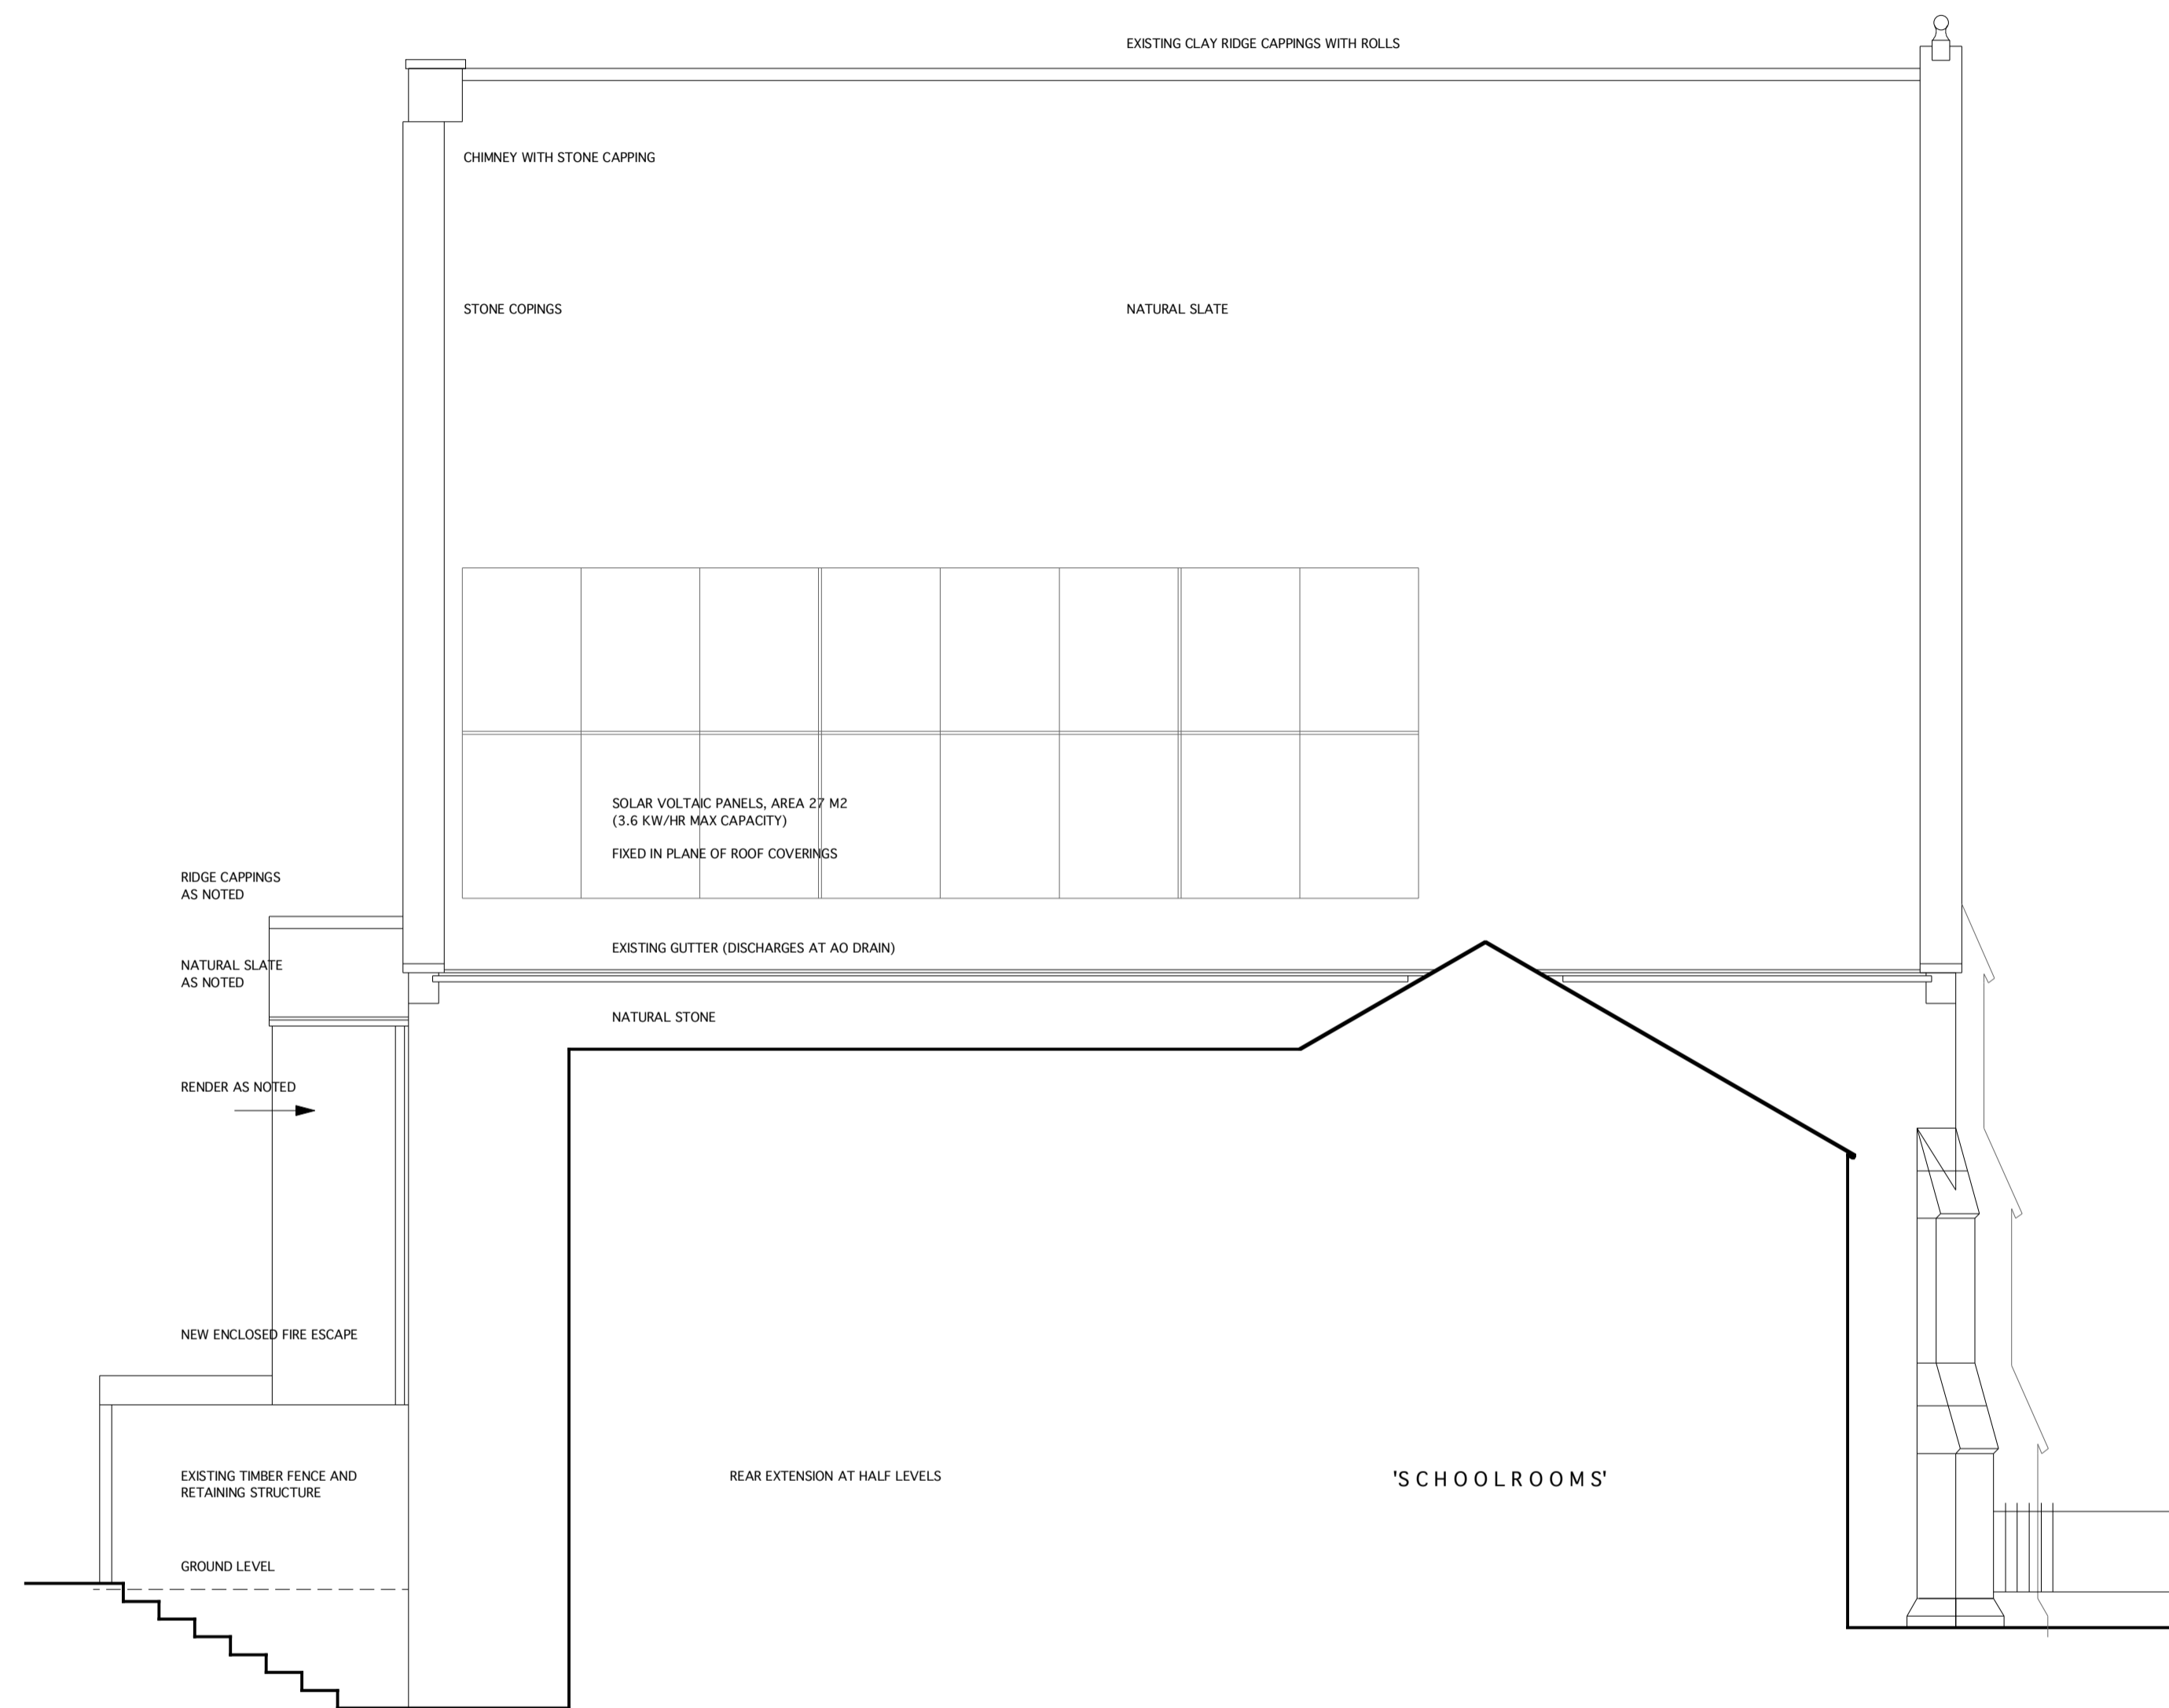 EXISTING CLAY RIDGE CAPPINGS WITH ROLLS
CHIMNEY WITH STONE CAPPING
STONE COPINGS
NATURAL SLATE
SOLAR VOLTAIC PANELS, AREA 27 M2
(3.6 KW/HR MAX CAPACITY)
FIXED IN PLANE OF ROOF COVERINGS
RIDGE CAPPINGS
AS NOTED
EXISTING GUTTER (DISCHARGES AT AO DRAIN)
NATURAL SLATE
AS NOTED
NATURAL STONE
RENDER AS NOTED
NEW ENCLOSED FIRE ESCAPE
EXISTING TIMBER FENCE AND
RETAINING STRUCTURE
REAR EXTENSION AT HALF LEVELS
'SCHOOLROOMS'
GROUND LEVEL